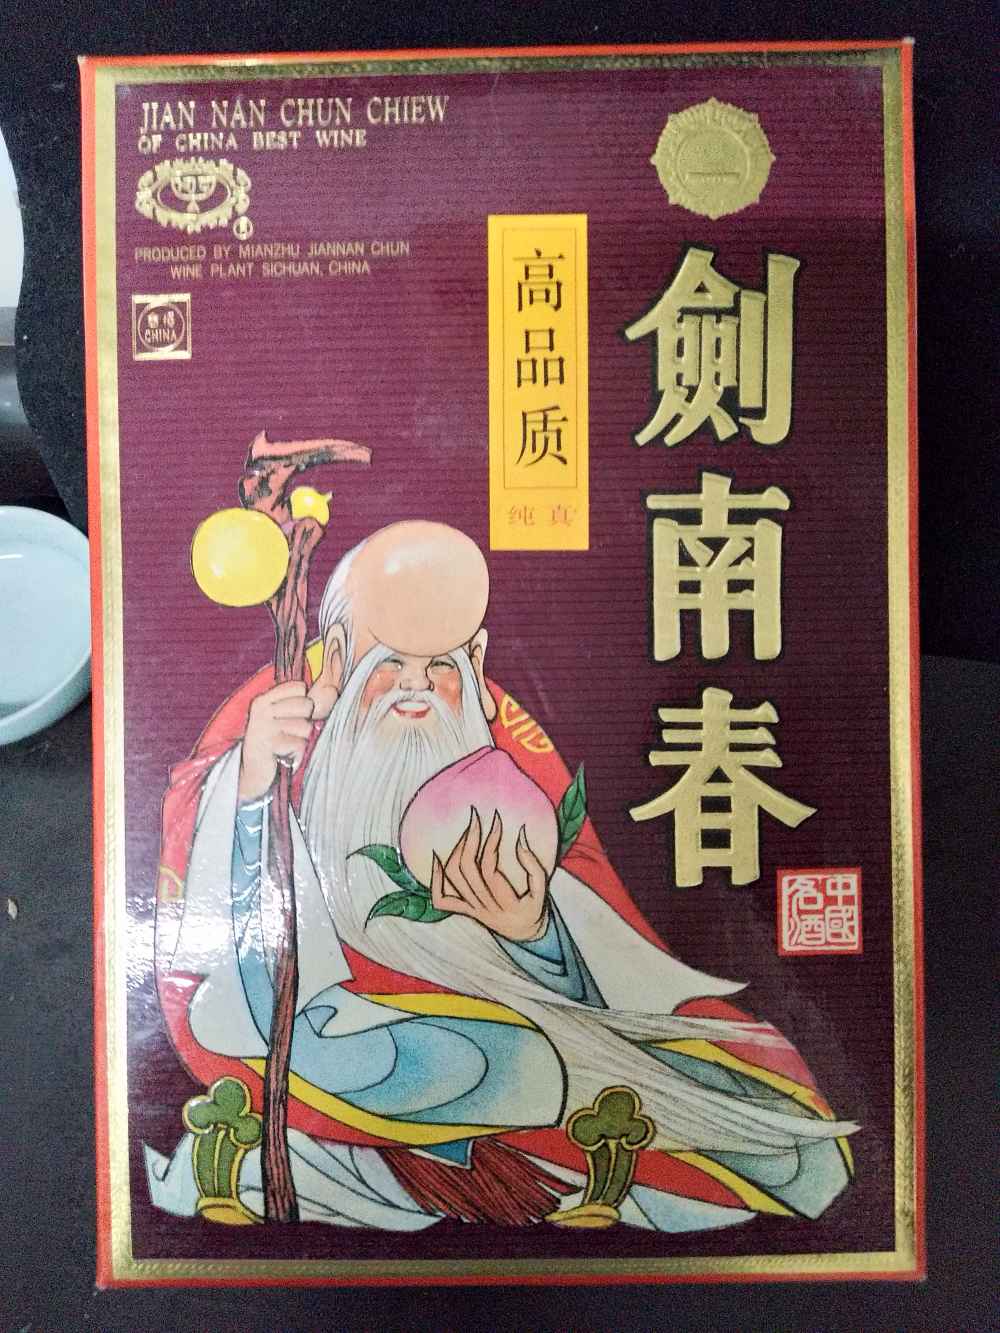 JIAN NAN CHUN CHIEW
OF CHINA BEST WINE
PRODUCED BY MIANZHU JIANNAN CHUN
WINE PLANT SICHUAN, CHINA
CHINA
高品质
纯真
劍南春
中國
名酒